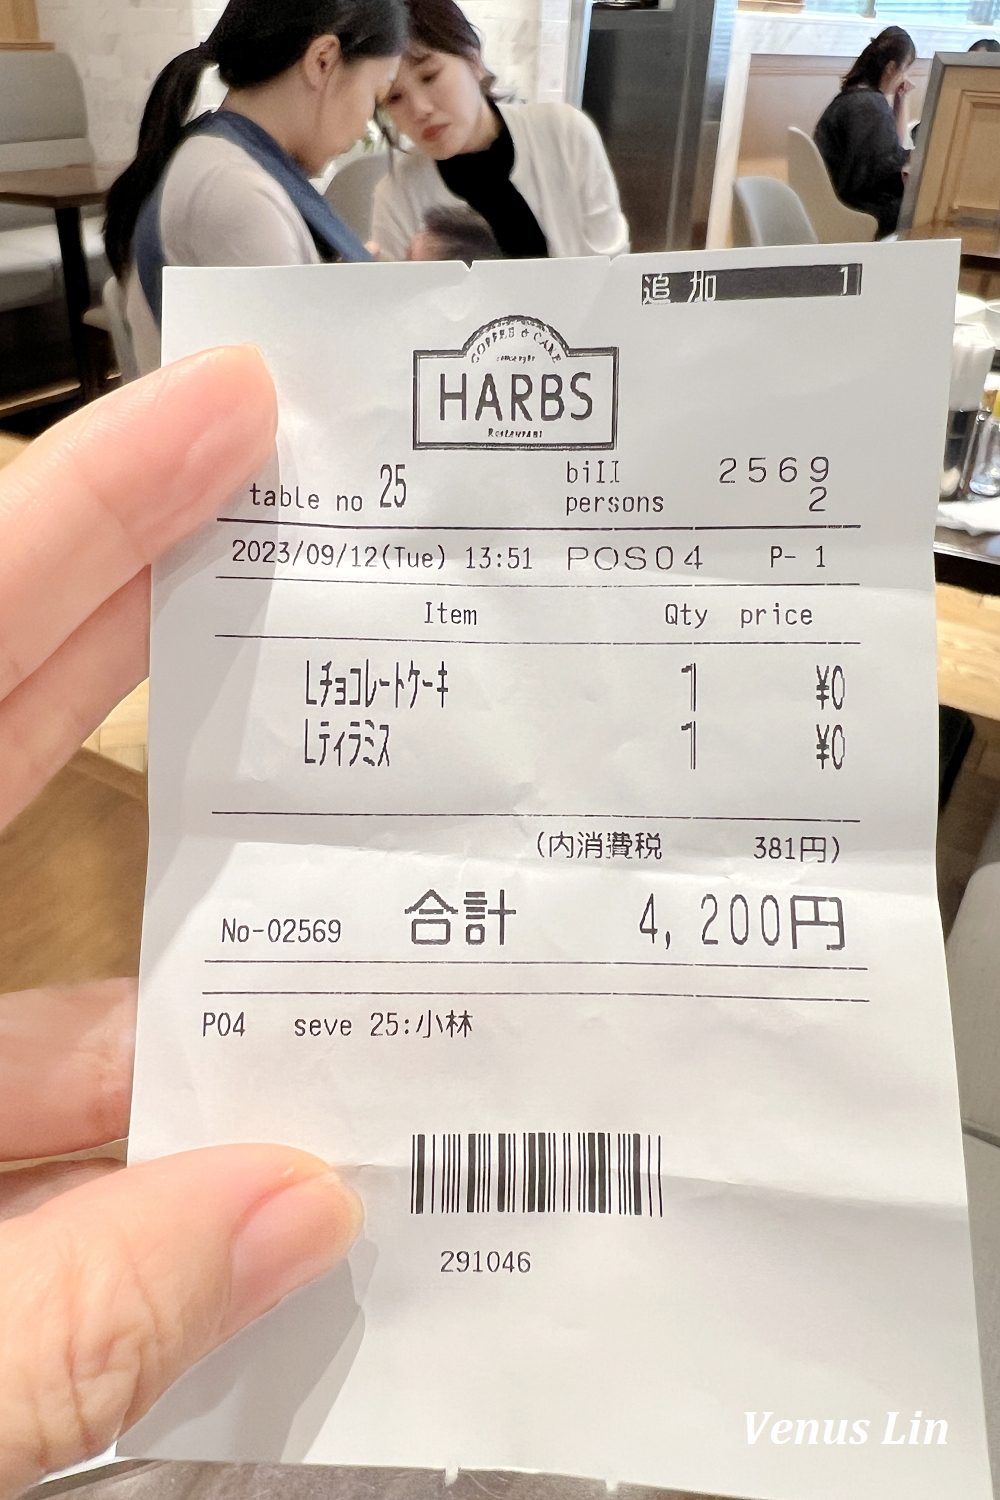 追加 1
COFFEE & CAKE
HARBS
RESTAURANT
table no 25
bill 2569
persons 2
2023/09/12(Tue) 13:51 POS04 P- 1
Item Qty price
Lチョコレートケーキ 1 ¥0
Lティラミス 1 ¥0
(内消費税 381円)
No-02569 合計 4,200円
P04 seve 25:小林
291046
Venus Lin